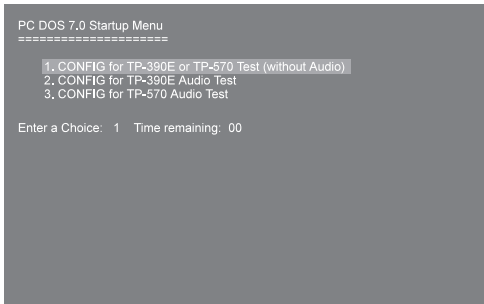 PC DOS 7.0 Startup Menu
=====================
1. CONFIG for TP-390E or TP-570 Test (without Audio)
2. CONFIG for TP-390E Audio Test
3. CONFIG for TP-570 Audio Test
Enter a Choice: 1 Time remaining: 00